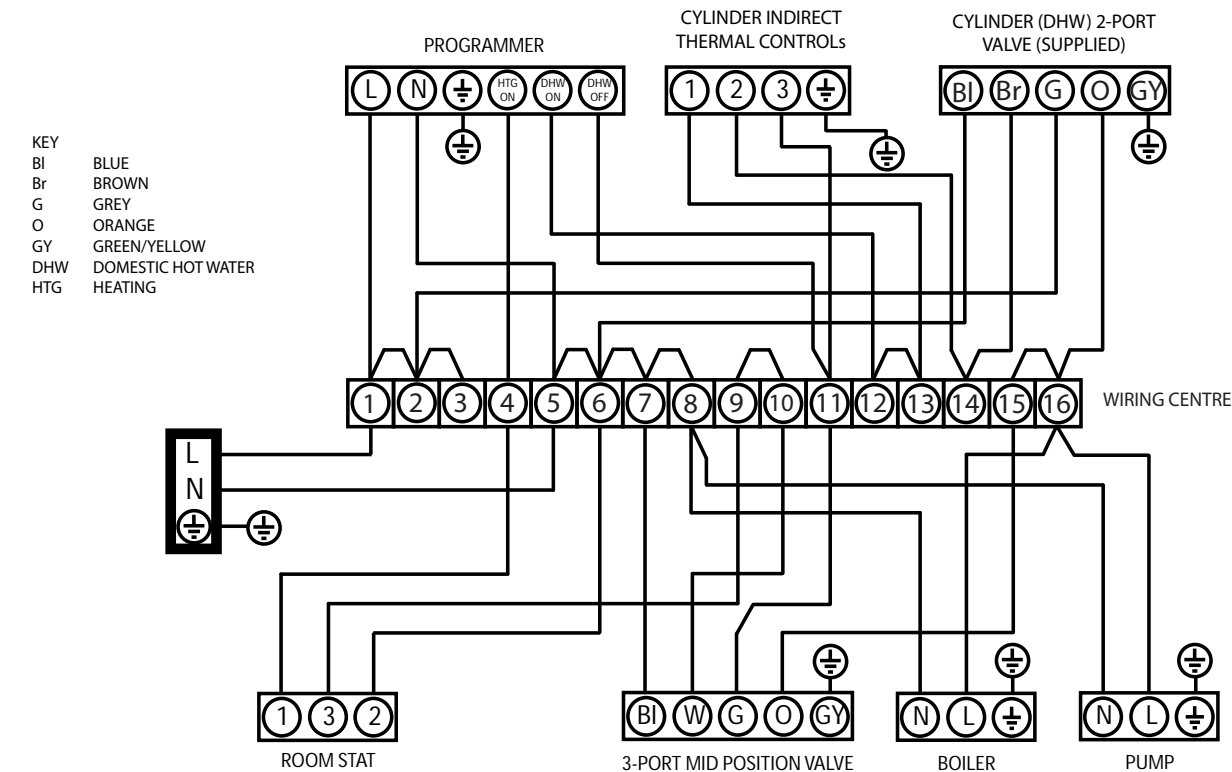 CYLINDER INDIRECT
THERMAL CONTROLs
CYLINDER (DHW) 2-PORT
VALVE (SUPPLIED)
PROGRAMMER
L N HTG ON DHW ON DHW OFF
1 2 3
Bl Br G O GY
KEY
Bl BLUE
Br BROWN
G GREY
O ORANGE
GY GREEN/YELLOW
DHW DOMESTIC HOT WATER
HTG HEATING
1 2 3 4 5 6 7 8 9 10 11 12 13 14 15 16
WIRING CENTRE
L
N
1 3 2
ROOM STAT
Bl W G O GY
3-PORT MID POSITION VALVE
N L
BOILER
N L
PUMP